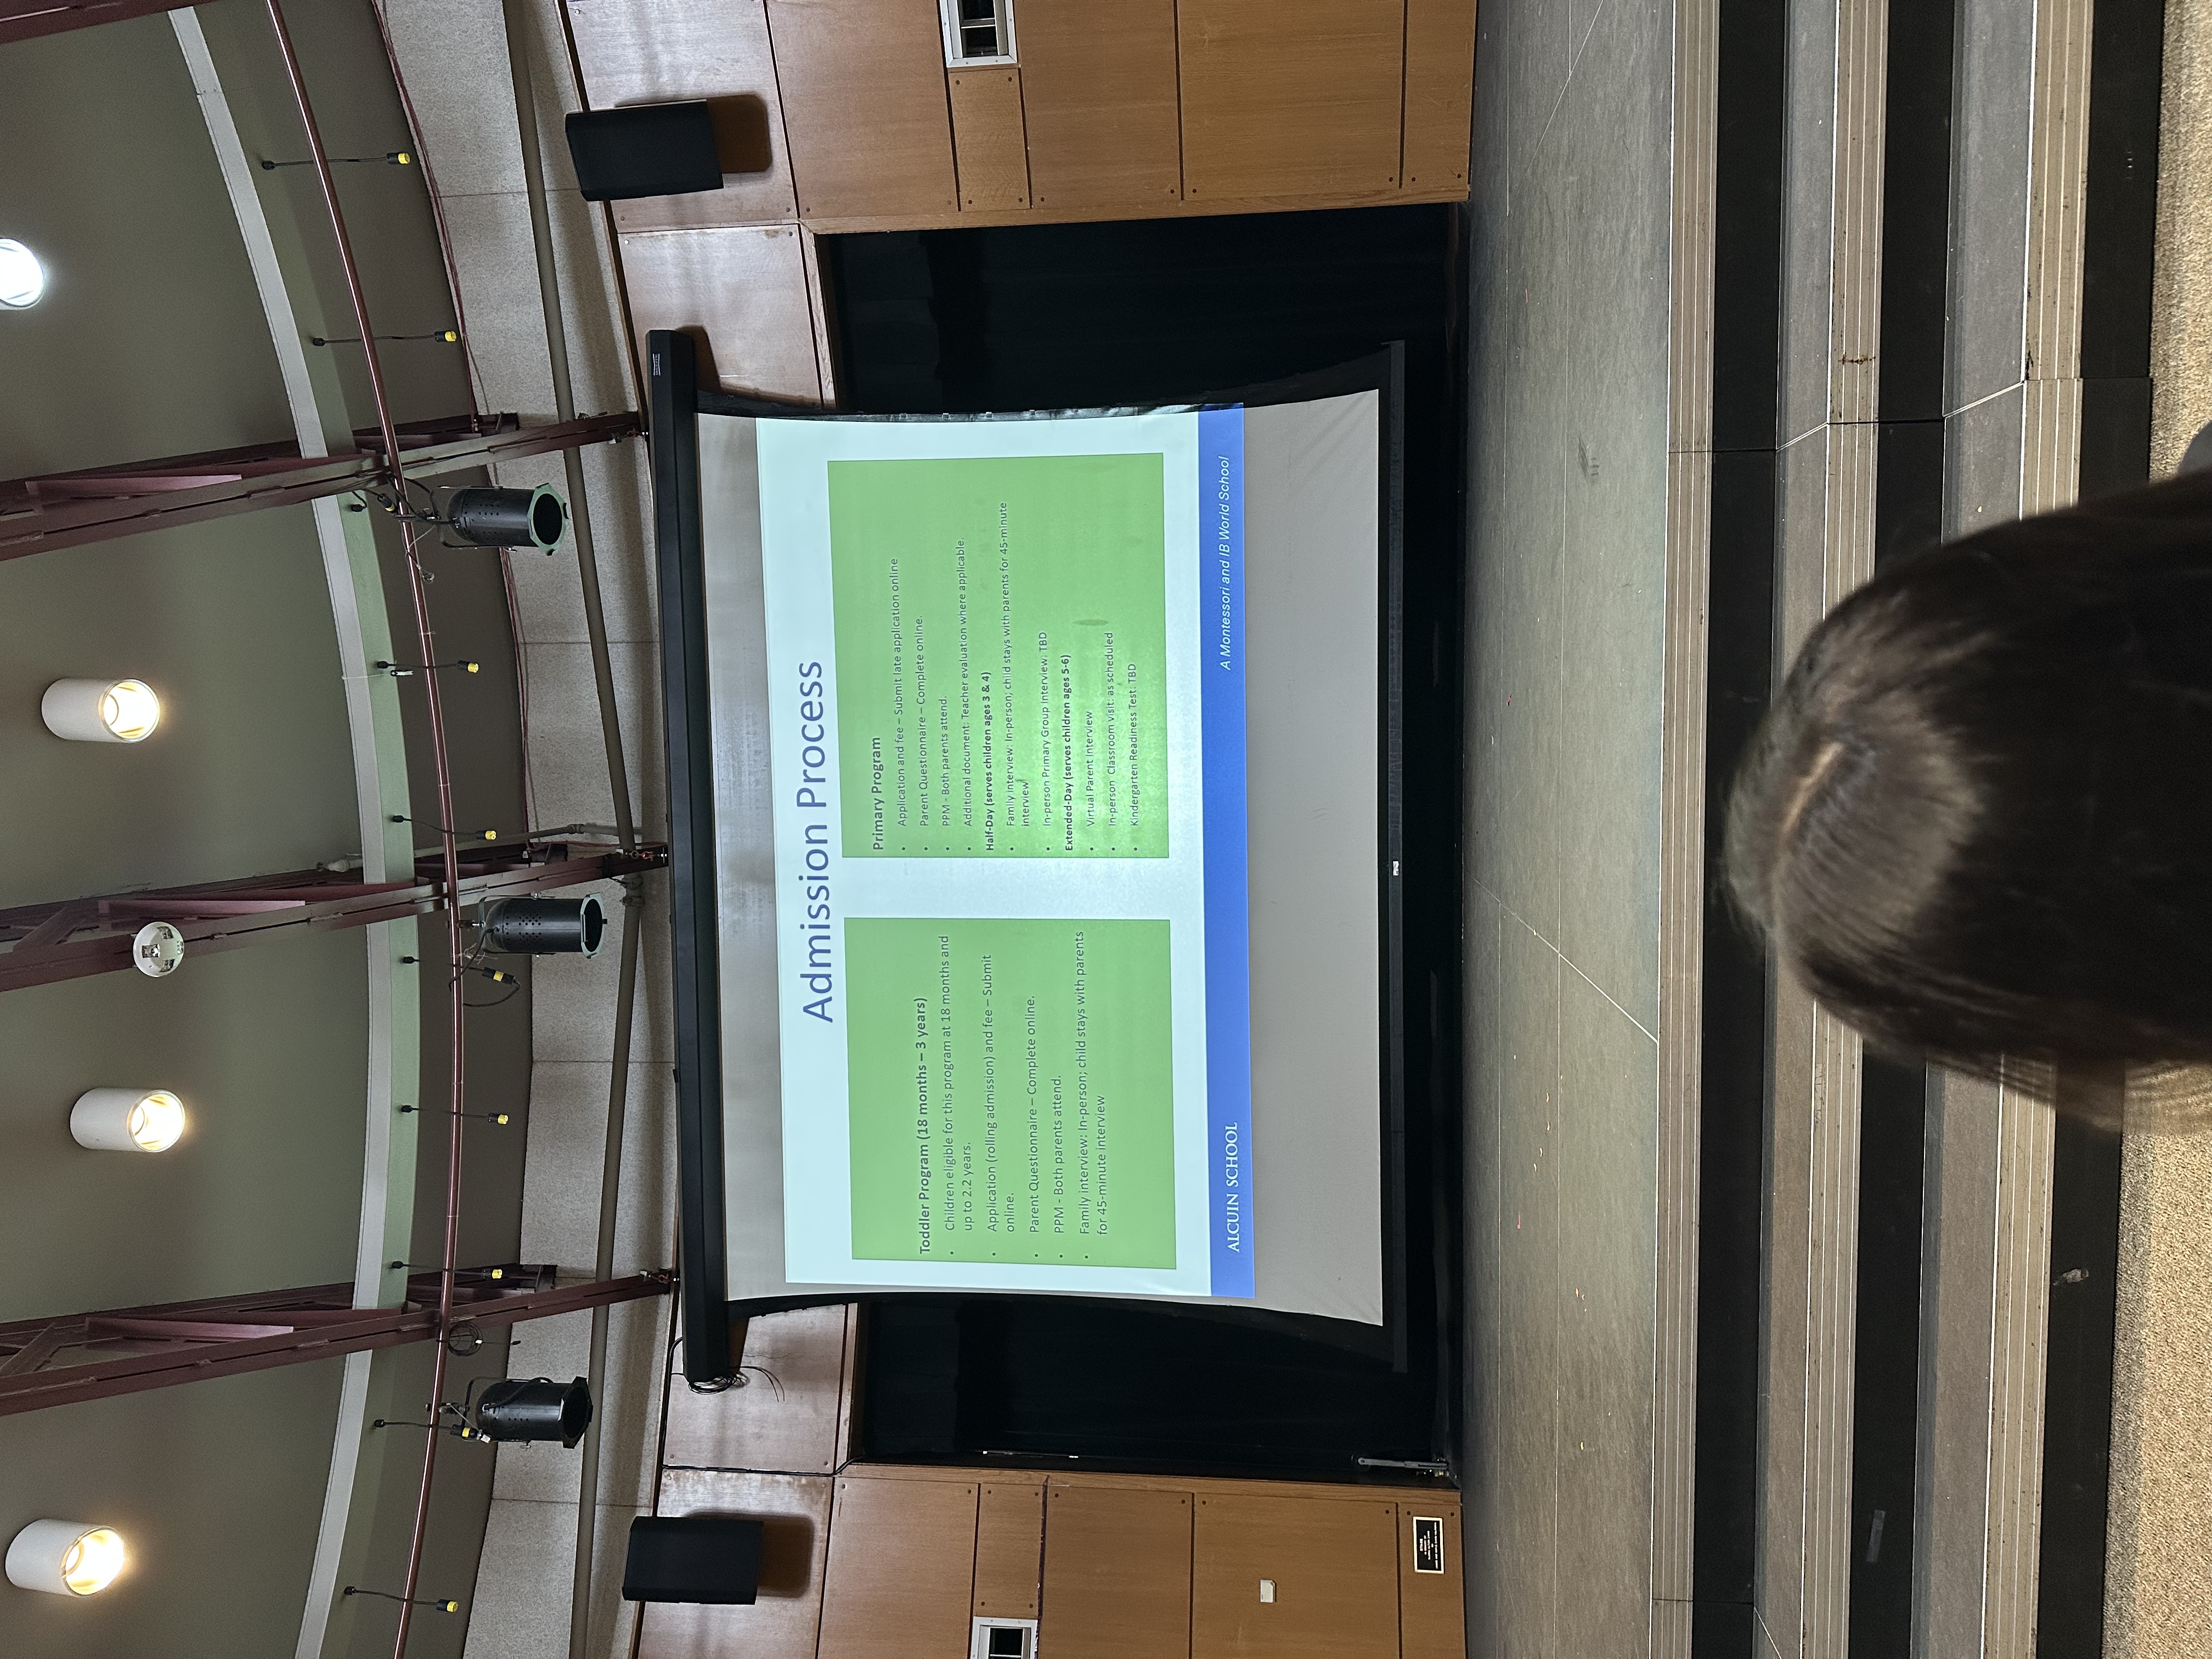 Admission Process
Toddler Program (18 months – 3 years)
• Children eligible for this program at 18 months and
up to 2.2 years.
• Application (rolling admission) and fee – Submit
online.
• Parent Questionnaire – Complete online.
• PPM - Both parents attend.
• Family interview: In-person; child stays with parents
for 45-minute interview
Primary Program
• Application and fee – Submit late application online
• Parent Questionnaire – Complete online.
• PPM - Both parents attend.
• Additional document: Teacher evaluation where applicable.
Half-Day (serves children ages 3 & 4)
• Family Interview: In-person; child stays with parents for 45-minute
interview
• In-person Primary Group Interview: TBD
Extended-Day (serves children ages 5-6)
• Virtual Parent Interview
• In-person Classroom visit: as scheduled
• Kindergarten Readiness Test: TBD
ALCUIN SCHOOL
A Montessori and IB World School